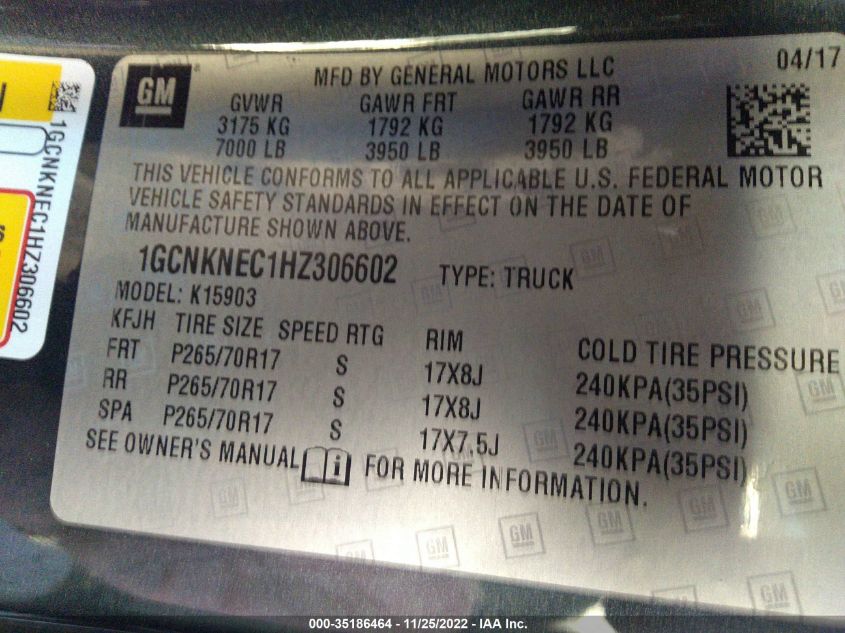 GM
MFD BY GENERAL MOTORS LLC 04/17
GVWR GAWR FRT GAWR RR
3175 KG 1792 KG 1792 KG
7000 LB 3950 LB 3950 LB
THIS VEHICLE CONFORMS TO ALL APPLICABLE U.S. FEDERAL MOTOR
VEHICLE SAFETY STANDARDS IN EFFECT ON THE DATE OF
MANUFACTURE SHOWN ABOVE.
1GCNKNEC1HZ306602 TYPE: TRUCK
MODEL: K15903
KFJH TIRE SIZE SPEED RTG RIM COLD TIRE PRESSURE
FRT P265/70R17 S 17X8J 240KPA(35PSI)
RR P265/70R17 S 17X8J 240KPA(35PSI)
SPA P265/70R17 S 17X7.5J 240KPA(35PSI)
SEE OWNER'S MANUAL i FOR MORE INFORMATION.
1GCNKNEC1HZ306602
000-35186464 - 11/25/2022 - IAA Inc.